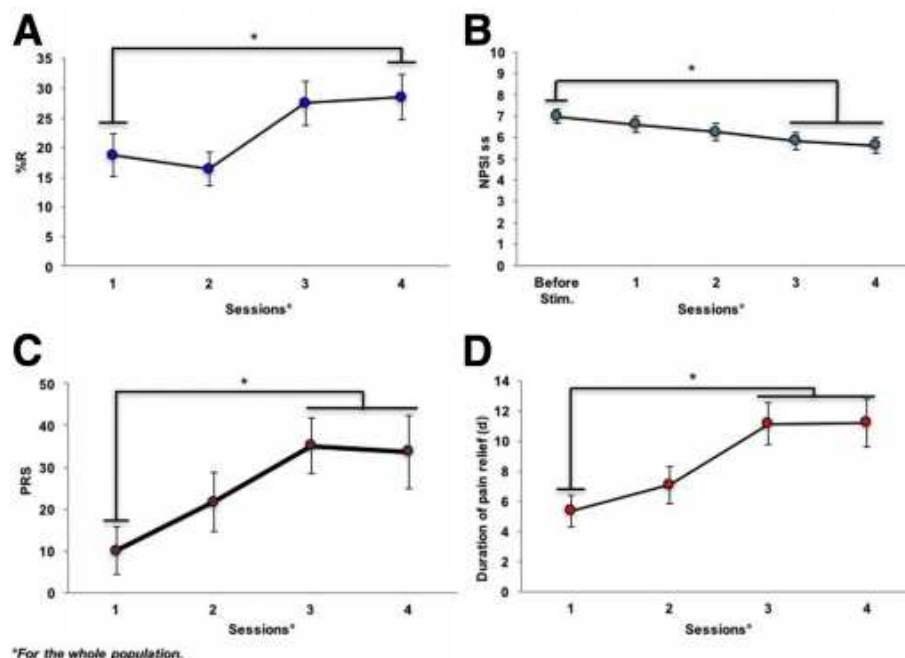 A
*
35
30
25
20
15
10
5
0
%R
1 2 3 4
Sessions°
B
*
10
9
8
7
6
5
4
3
2
1
0
NPSI ss
Before Stim. 1 2 3 4
Sessions°
C
*
50
40
30
20
10
0
PRS
1 2 3 4
Sessions°
D
*
14
12
10
8
6
4
2
0
Duration of pain relief (d)
1 2 3 4
Sessions°
°For the whole population.